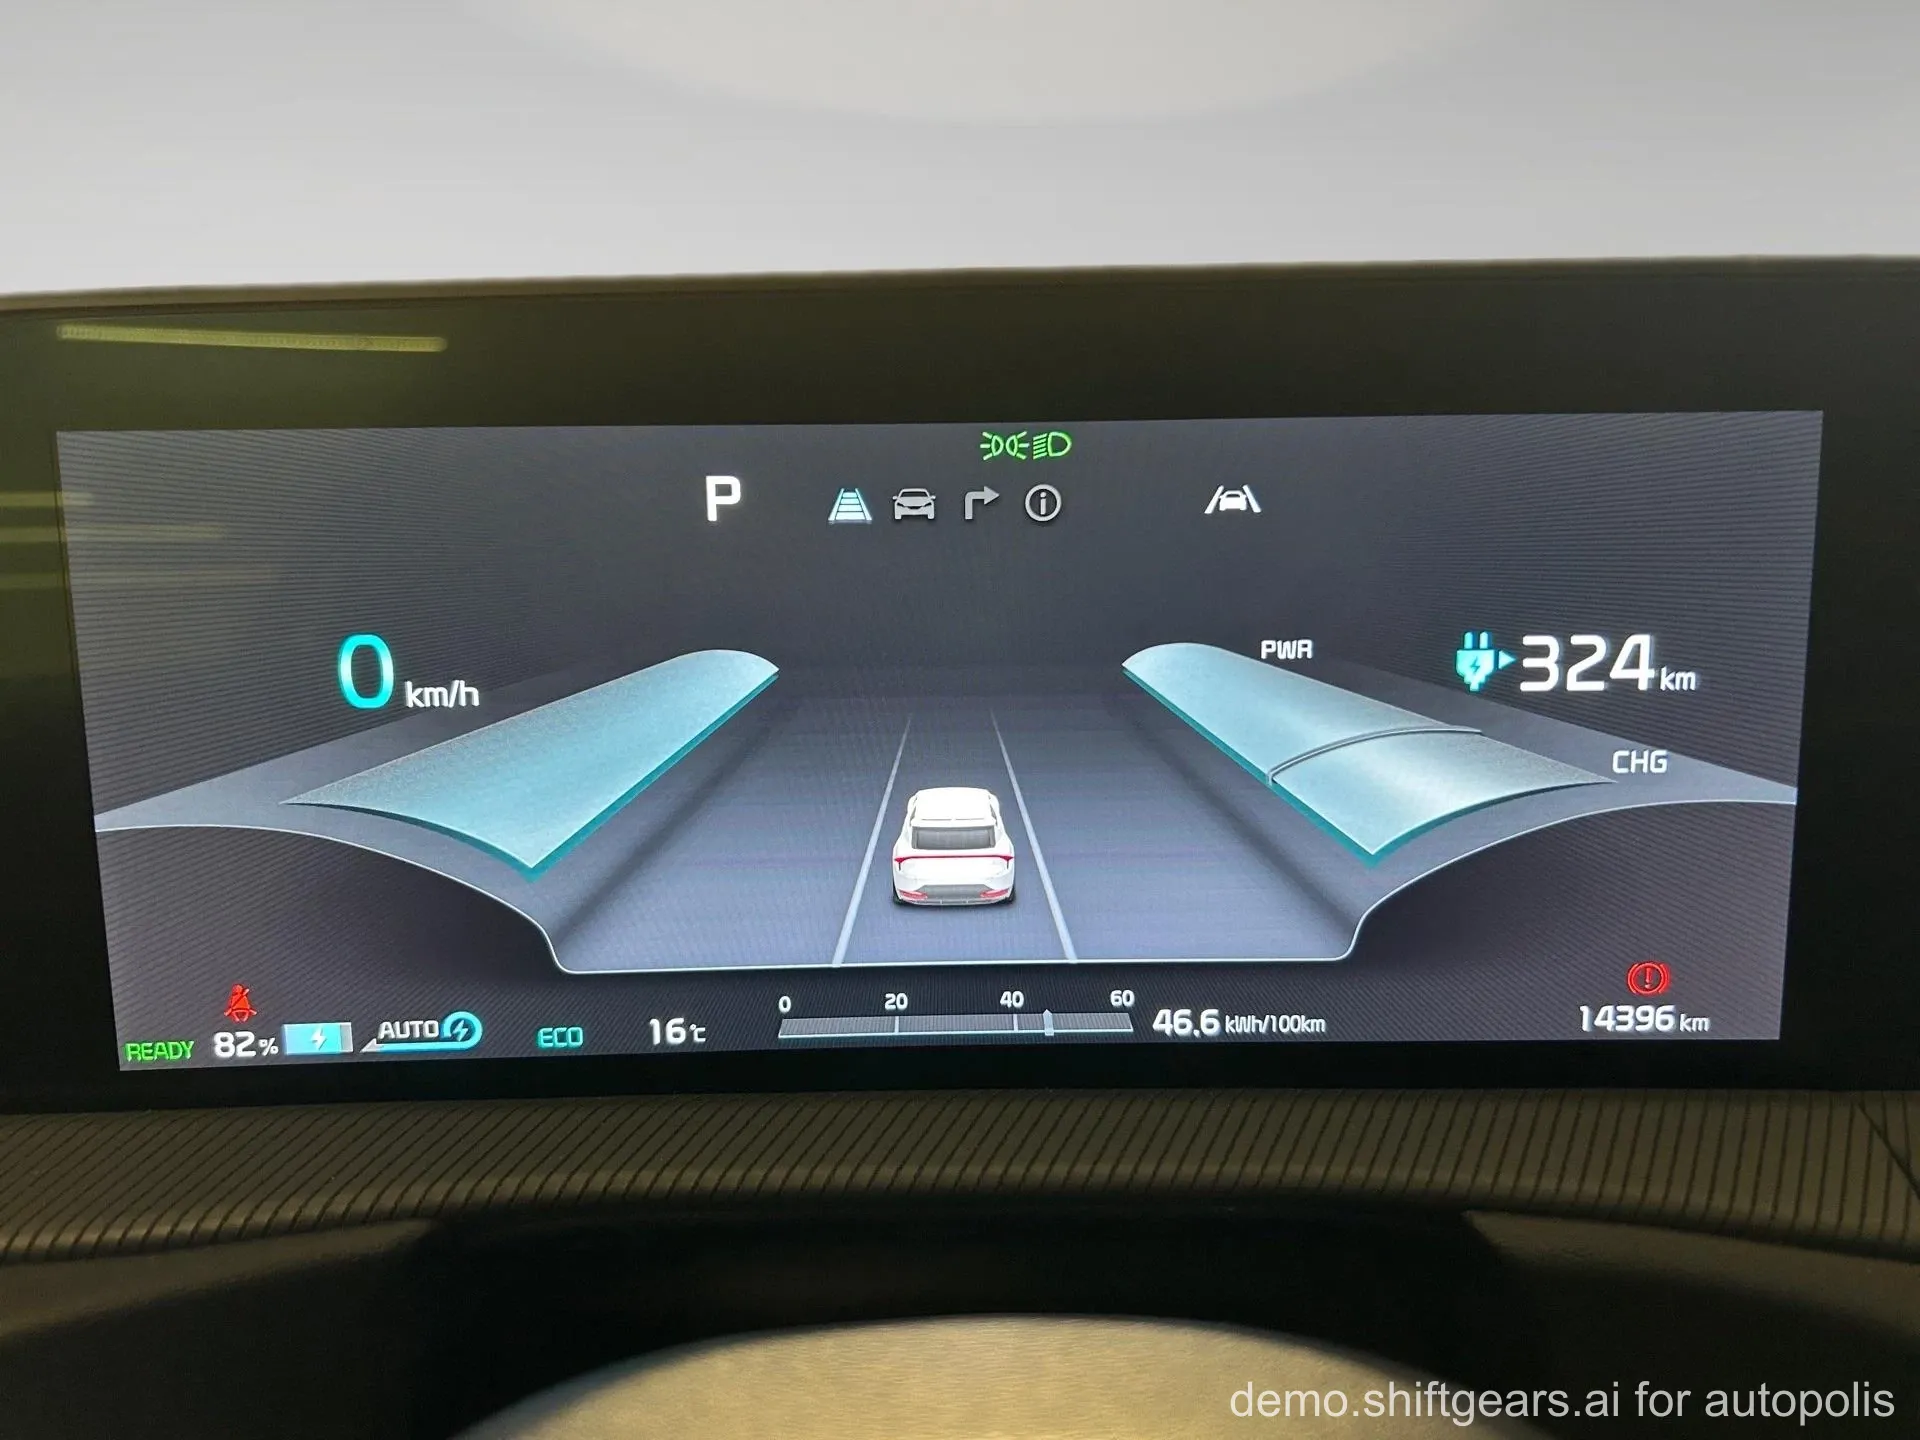 P
0 km/h
PWR
324 km
CHG
0 20 40 60
READY 82% AUTO ECO 16°C 46.6 kWh/100km 14396 km
demo.shiftgears.ai for autopolis